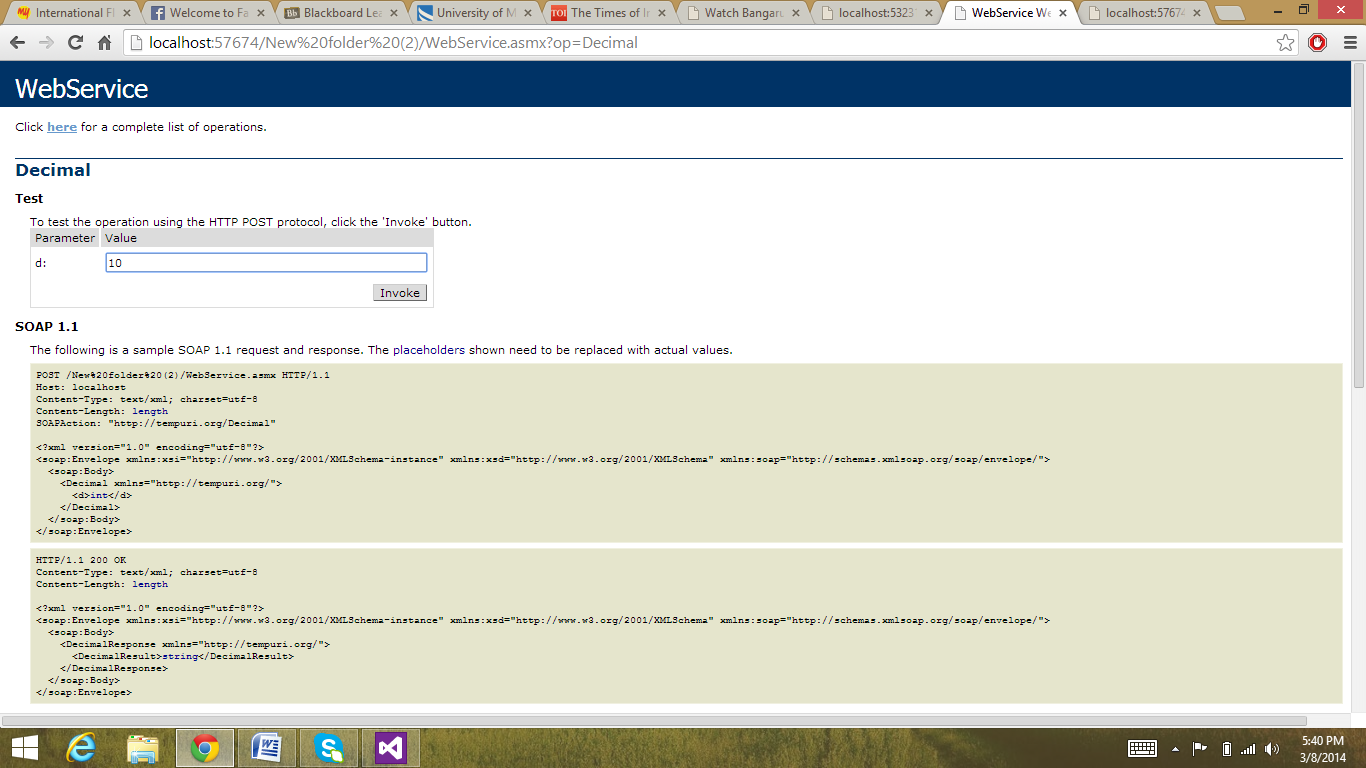 International Fl
Welcome to Fa
Blackboard Lea
University of M
The Times of In
Watch Bangaru
localhost:5323
WebService We
localhost:57674
localhost:57674/New%20folder%20(2)/WebService.asmx?op=Decimal
WebService
Click here for a complete list of operations.
Decimal
Test
To test the operation using the HTTP POST protocol, click the 'Invoke' button.
Parameter Value
d: 10
Invoke
SOAP 1.1
The following is a sample SOAP 1.1 request and response. The placeholders shown need to be replaced with actual values.
POST /New%20folder%20(2)/WebService.asmx HTTP/1.1
Host: localhost
Content-Type: text/xml; charset=utf-8
Content-Length: length
SOAPAction: "http://tempuri.org/Decimal"
<?xml version="1.0" encoding="utf-8"?>
<soap:Envelope xmlns:xsi="http://www.w3.org/2001/XMLSchema-instance" xmlns:xsd="http://www.w3.org/2001/XMLSchema" xmlns:soap="http://schemas.xmlsoap.org/soap/envelope/">
<soap:Body>
<Decimal xmlns="http://tempuri.org/">
<d>int</d>
</Decimal>
</soap:Body>
</soap:Envelope>
HTTP/1.1 200 OK
Content-Type: text/xml; charset=utf-8
Content-Length: length
<?xml version="1.0" encoding="utf-8"?>
<soap:Envelope xmlns:xsi="http://www.w3.org/2001/XMLSchema-instance" xmlns:xsd="http://www.w3.org/2001/XMLSchema" xmlns:soap="http://schemas.xmlsoap.org/soap/envelope/">
<soap:Body>
<DecimalResponse xmlns="http://tempuri.org/">
<DecimalResult>string</DecimalResult>
</DecimalResponse>
</soap:Body>
</soap:Envelope>
5:40 PM
3/8/2014